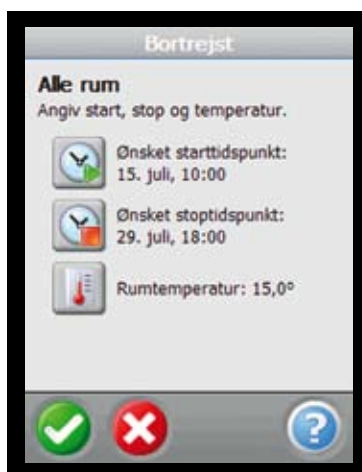 Bortrejst
Alle rum
Angiv start, stop og temperatur.
Ønsket starttidspunkt:
15. juli, 10:00
Ønsket stoptidspunkt:
29. juli, 18:00
Rumtemperatur: 15,0º
?